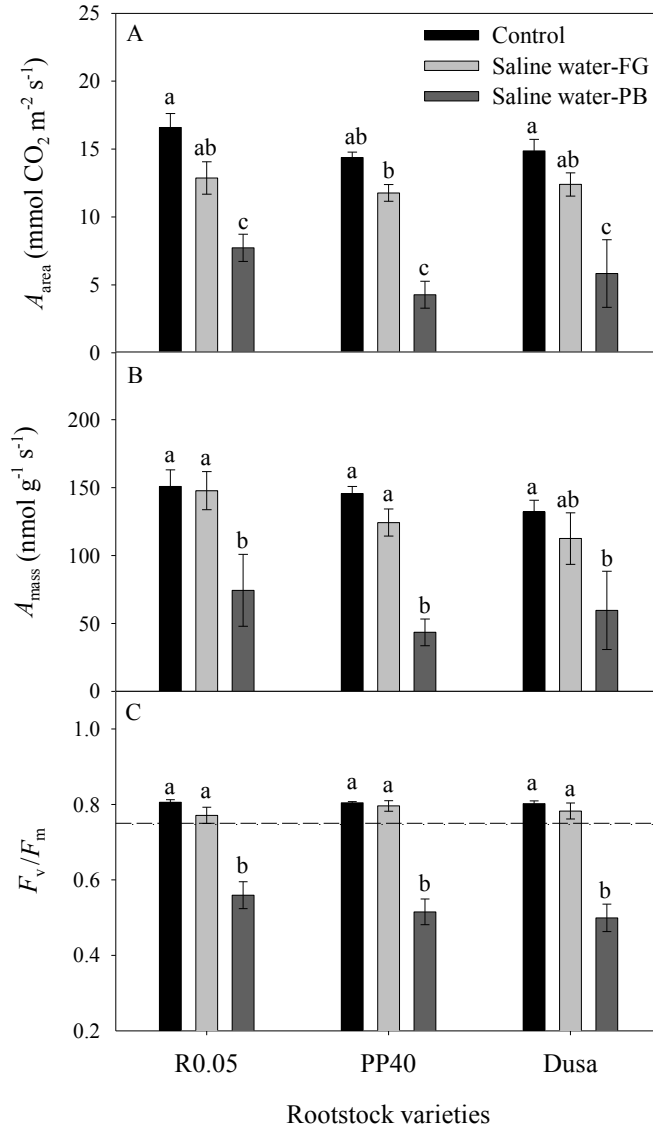 A
Control
Saline water-FG
Saline water-PB
A_area (mmol CO₂ m⁻² s⁻¹)
25
20
15
10
5
0
a
ab
c
ab
b
c
a
ab
c
B
A_mass (nmol g⁻¹ s⁻¹)
200
150
100
50
0
a
a
b
a
a
b
a
ab
b
C
F_v/F_m
1.0
0.8
0.6
0.4
0.2
a
a
b
a
a
b
a
a
b
R0.05
PP40
Dusa
Rootstock varieties